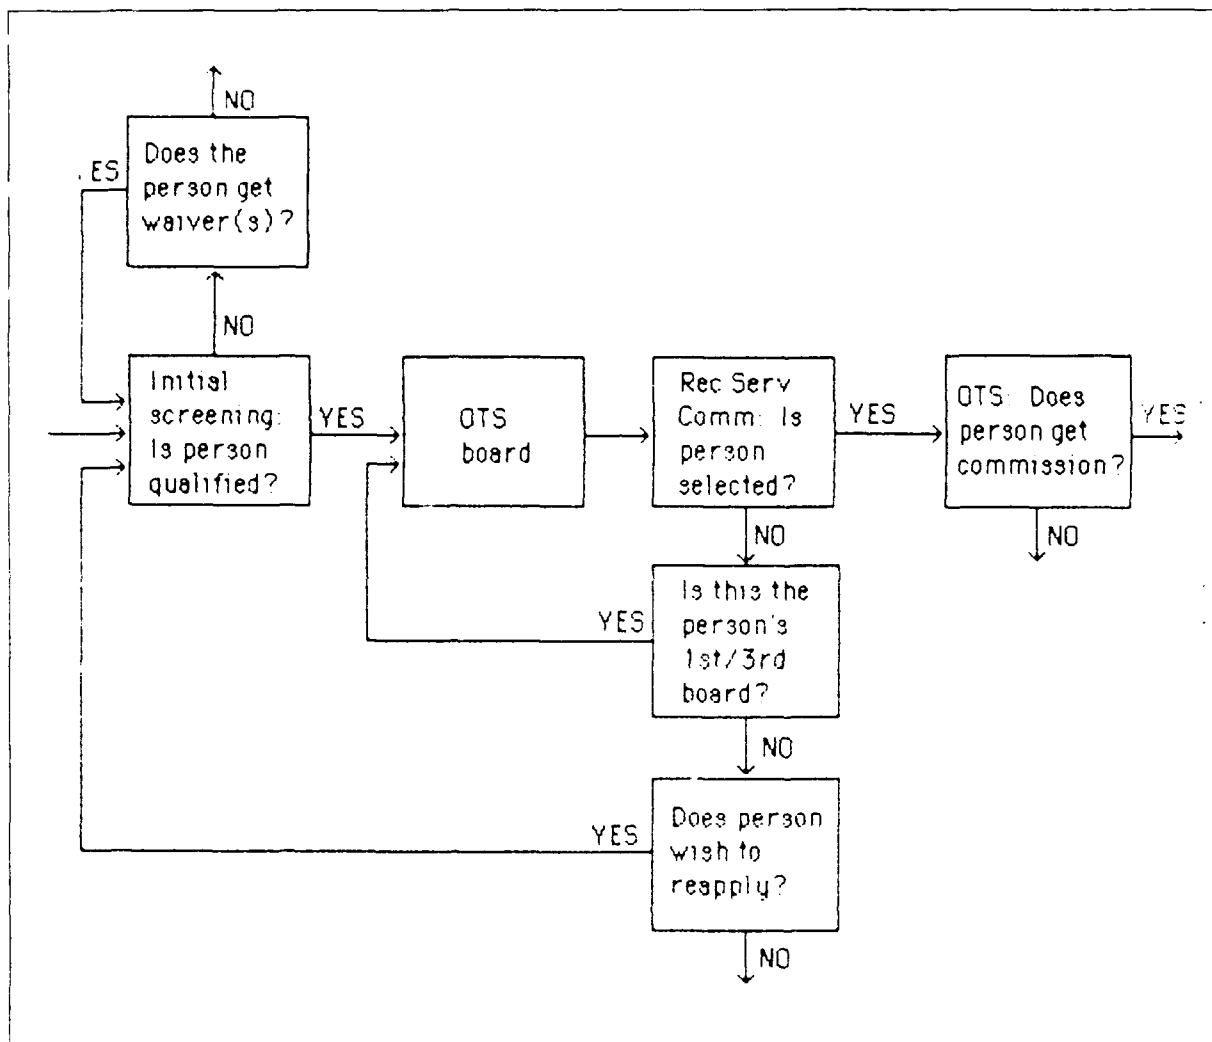 NO
Does the
person get
waiver(s)?
ES
NO
Initial
screening:
Is person
qualified?
YES
OTS
board
Rec Serv
Comm: Is
person
selected?
YES
OTS: Does
person get
commission?
YES
NO
NO
Is this the
person's
1st/3rd
board?
YES
NO
Does person
wish to
reapply?
YES
NO